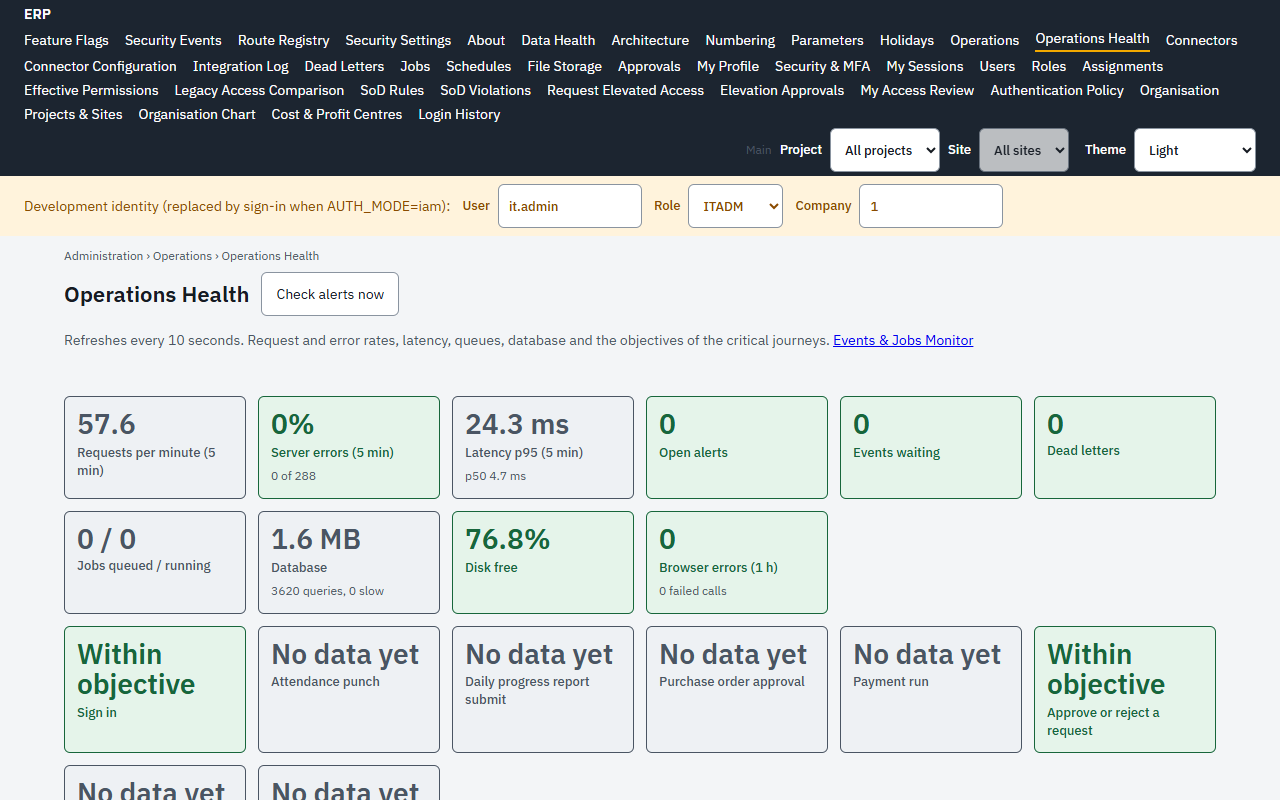 ERP
Feature Flags Security Events Route Registry Security Settings About Data Health Architecture Numbering Parameters Holidays Operations Operations Health Connectors
Connector Configuration Integration Log Dead Letters Jobs Schedules File Storage Approvals My Profile Security & MFA My Sessions Users Roles Assignments
Effective Permissions Legacy Access Comparison SoD Rules SoD Violations Request Elevated Access Elevation Approvals My Access Review Authentication Policy Organisation
Projects & Sites Organisation Chart Cost & Profit Centres Login History
Main Project All projects Site All sites Theme Light
Development identity (replaced by sign-in when AUTH_MODE=iam): User it.admin Role ITADM Company 1
Administration › Operations › Operations Health
Operations Health Check alerts now
Refreshes every 10 seconds. Request and error rates, latency, queues, database and the objectives of the critical journeys. Events & Jobs Monitor
57.6
Requests per minute (5
min)
0%
Server errors (5 min)
0 of 288
24.3 ms
Latency p95 (5 min)
p50 4.7 ms
0
Open alerts
0
Events waiting
0
Dead letters
0 / 0
Jobs queued / running
1.6 MB
Database
3620 queries, 0 slow
76.8%
Disk free
0
Browser errors (1 h)
0 failed calls
Within
objective
Sign in
No data yet
Attendance punch
No data yet
Daily progress report
submit
No data yet
Purchase order approval
No data yet
Payment run
Within
objective
Approve or reject a
request
No data yet
No data yet